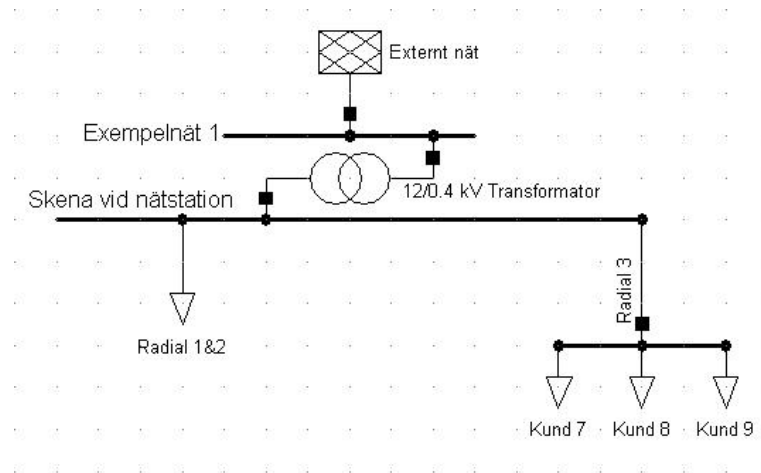 Externt nät
Exempelnät 1
12/0.4 kV Transformator
Skena vid nätstation
Radial 3
Radial 1&2
Kund 7
Kund 8
Kund 9